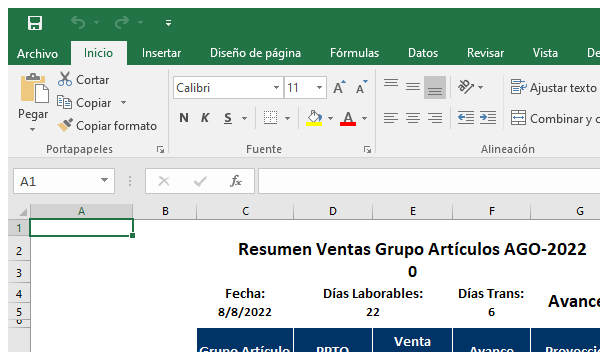 Archivo Inicio Insertar Diseño de página Fórmulas Datos Revisar Vista
Cortar
Copiar
Copiar formato
Pegar
Calibri 11
N K S
A A
A
Ajustar texto
Combinar y c
Portapapeles Fuente Alineación
A1 fx
A B C D E F G
1
2 Resumen Ventas Grupo Artículos AGO-2022
3 0
4 Fecha: Días Laborables: Días Trans:
Avance
5 8/8/2022 22 6
6
Venta
Grupo Artículo PPTO Avance Proyecci